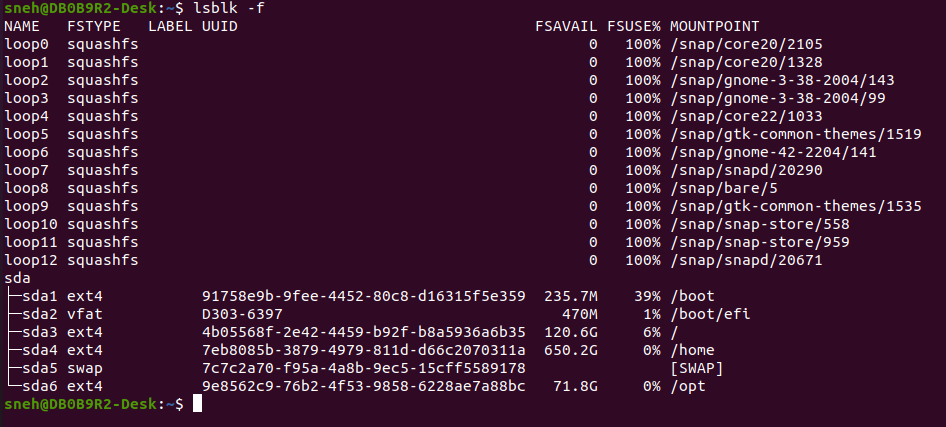 sneh@DB0B9R2-Desk:~$ lsblk -f
NAME   FSTYPE   LABEL UUID                                 FSAVAIL FSUSE% MOUNTPOINT
loop0  squashfs                                                  0   100% /snap/core20/2105
loop1  squashfs                                                  0   100% /snap/core20/1328
loop2  squashfs                                                  0   100% /snap/gnome-3-38-2004/143
loop3  squashfs                                                  0   100% /snap/gnome-3-38-2004/99
loop4  squashfs                                                  0   100% /snap/core22/1033
loop5  squashfs                                                  0   100% /snap/gtk-common-themes/1519
loop6  squashfs                                                  0   100% /snap/gnome-42-2204/141
loop7  squashfs                                                  0   100% /snap/snapd/20290
loop8  squashfs                                                  0   100% /snap/bare/5
loop9  squashfs                                                  0   100% /snap/gtk-common-themes/1535
loop10 squashfs                                                  0   100% /snap/snap-store/558
loop11 squashfs                                                  0   100% /snap/snap-store/959
loop12 squashfs                                                  0   100% /snap/snapd/20671
sda
├─sda1 ext4           91758e9b-9fee-4452-80c8-d16315f5e359  235.7M    39% /boot
├─sda2 vfat           D303-6397                               470M     1% /boot/efi
├─sda3 ext4           4b05568f-2e42-4459-b92f-b8a5936a6b35  120.6G     6% /
├─sda4 ext4           7eb8085b-3879-4979-811d-d66c2070311a  650.2G     0% /home
├─sda5 swap           7c7c2a70-f95a-4a8b-9ec5-15cff5589178                [SWAP]
└─sda6 ext4           9e8562c9-76b2-4f53-9858-6228ae7a88bc   71.8G     0% /opt
sneh@DB0B9R2-Desk:~$